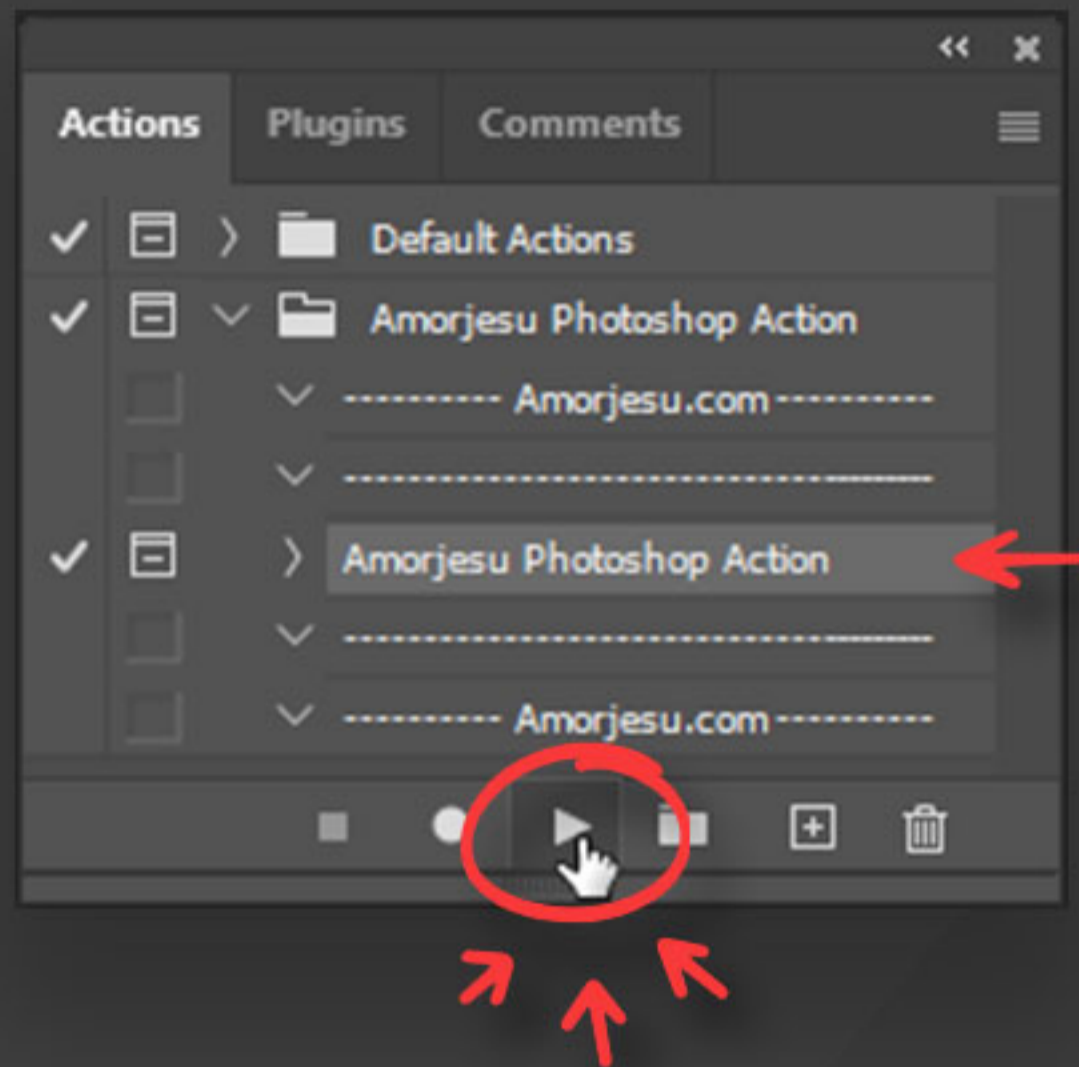 Actions Plugins Comments
Default Actions
Amorjesu Photoshop Action
---------- Amorjesu.com ----------
Amorjesu Photoshop Action
---------- Amorjesu.com ----------